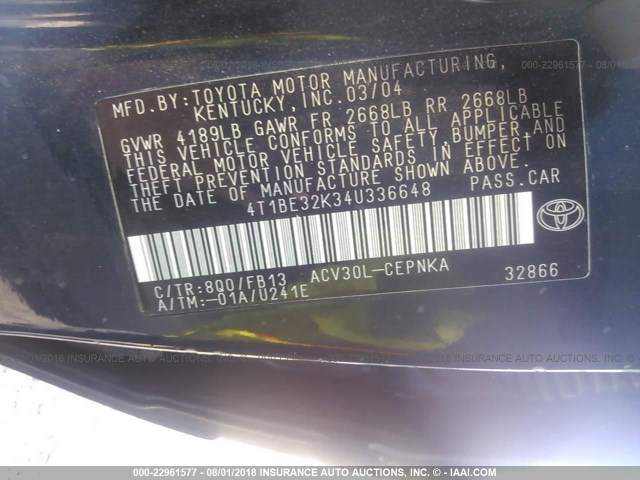 MFD.BY: TOYOTA MOTOR MANUFACTURING,
KENTUCKY, INC. 03/04
GVWR 4189LB GAWR FR 2668LB RR 2668LB
THIS VEHICLE CONFORMS TO ALL APPLICABLE
FEDERAL MOTOR VEHICLE SAFETY, BUMPER, AND
THEFT PREVENTION STANDARDS IN EFFECT ON
THE DATE OF MANUFACTURE SHOWN ABOVE.
4T1BE32K34U336648 PASS.CAR
C/TR:8Q0/FB13 ACV30L-CEPNKA
A/TM:-01A/U241E 32866
TOYOTA
000-22961577 - 08/01/2018 INSURANCE AUTO AUCTIONS, INC. - © - IAAI.COM